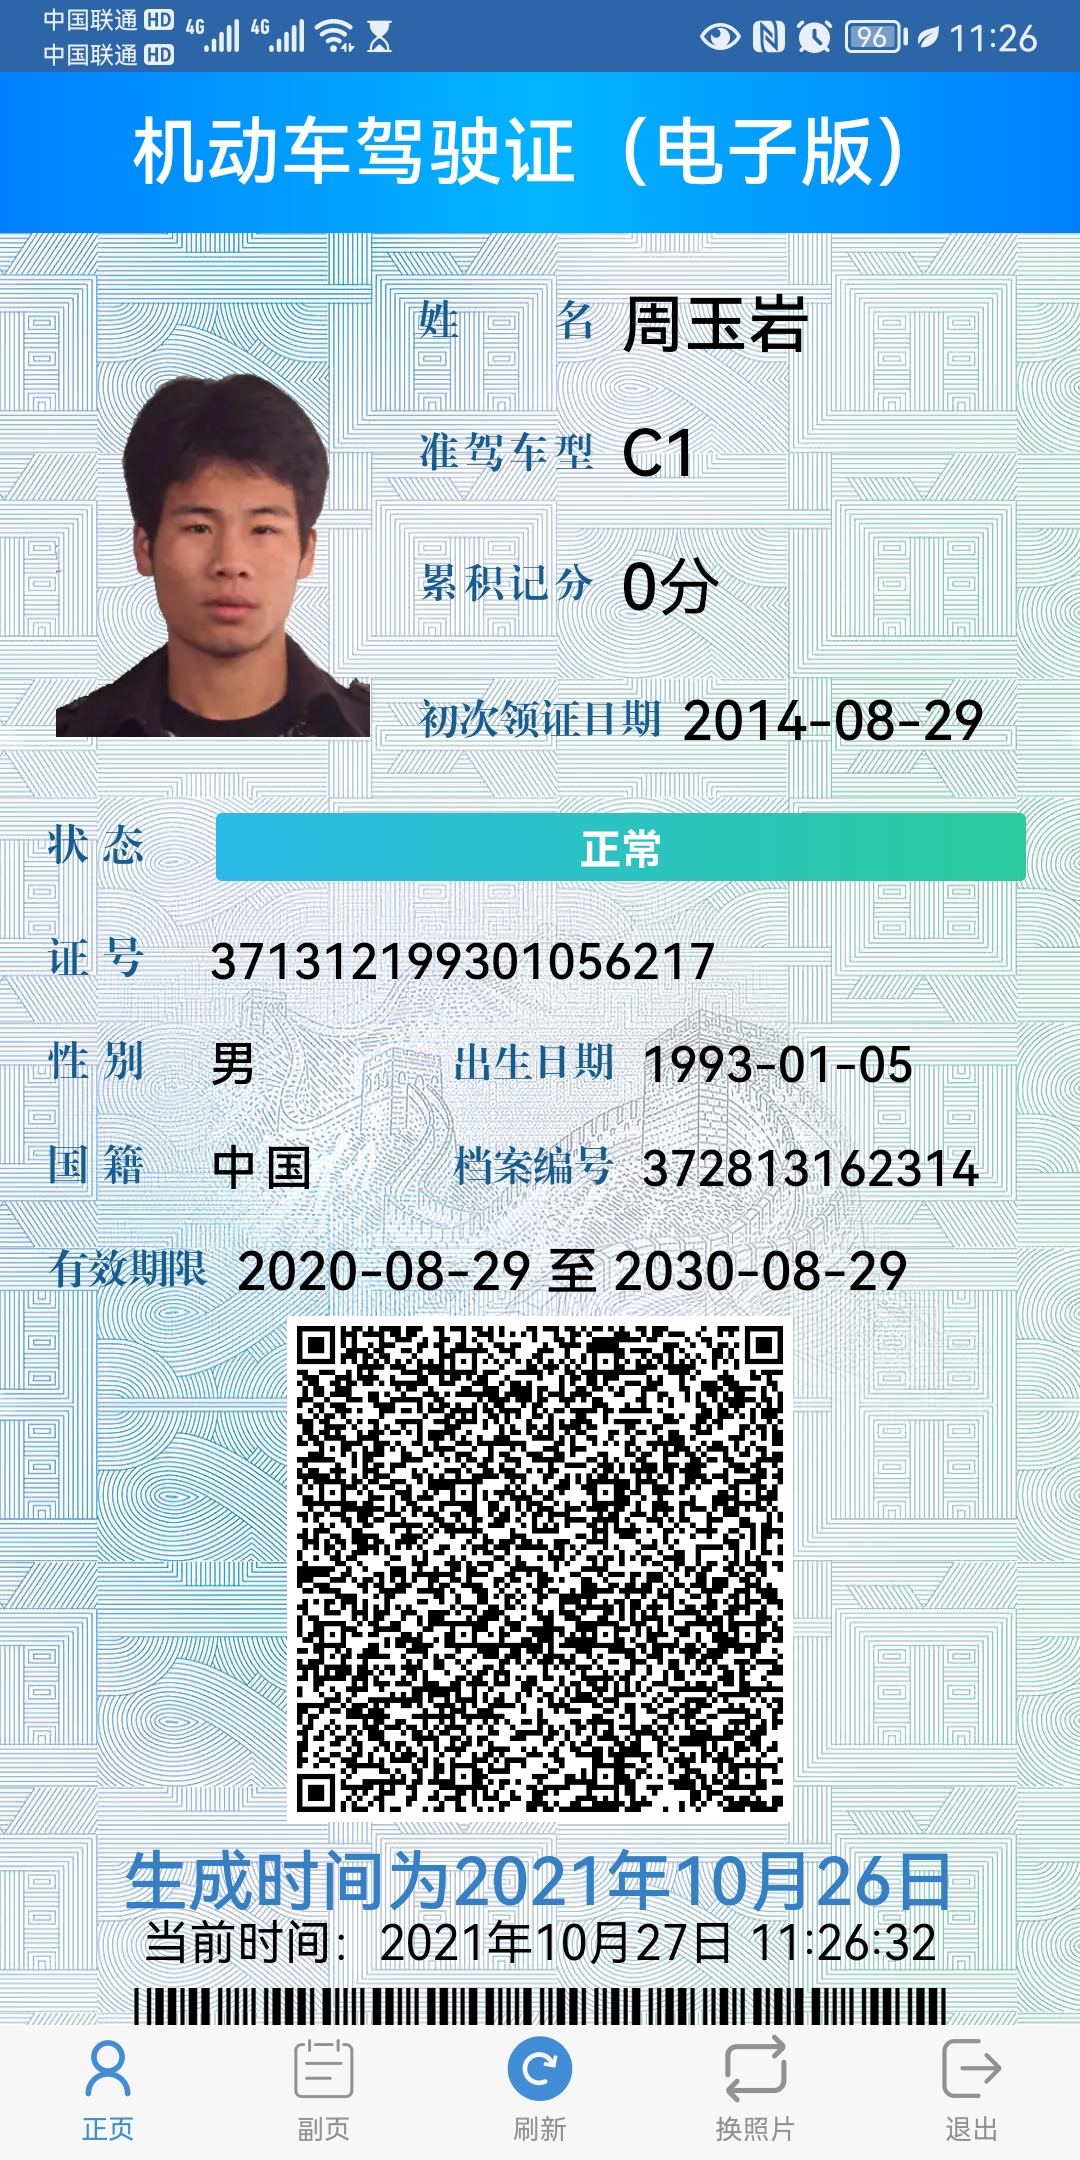 中国联通 HD 4G 4G 96 11:26
中国联通 HD
机动车驾驶证（电子版）
姓 名 周玉岩
准驾车型 C1
累积记分 0分
初次领证日期 2014-08-29
状态 正常
证号 371312199301056217
性别 男 出生日期 1993-01-05
国籍 中国 档案编号 372813162314
有效期限 2020-08-29 至 2030-08-29
生成时间为2021年10月26日
当前时间： 2021年10月27日 11:26:32
正页 副页 刷新 换照片 退出